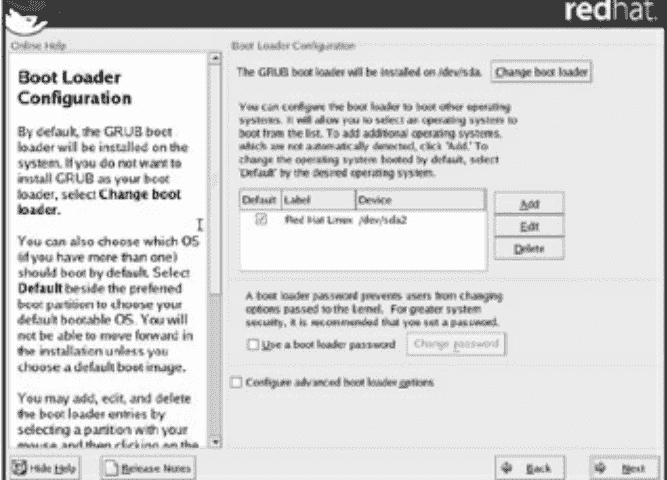 redhat.
Online Help
Boot Loader
Configuration
By default, the GRUB boot
loader will be installed on the
system. If you do not want to
install GRUB as your boot
loader, select Change boot
loader.
You can also choose which OS
(if you have more than one)
should boot by default. Select
Default beside the preferred
boot partition to choose your
default bootable OS. You will
not be able to move forward in
the installation unless you
choose a default boot image.
You may add, edit, and delete
the boot loader entries by
selecting a partition with your
mouse and then clicking on the
Boot Loader Configuration
The GRUB boot loader will be installed on /dev/sda. Change boot loader
You can configure the boot loader to boot other operating
systems. It will allow you to select an operating system to
boot from the list. To add additional operating systems,
which are not automatically detected, click 'Add.' To
change the operating system booted by default, select
'Default' by the desired operating system.
Default Label Device
Red Hat Linux /dev/sda2
Add
Edit
Delete
A boot loader password prevents users from changing
options passed to the kernel. For greater system
security, it is recommended that you set a password.
Use a boot loader password Change password
Configure advanced boot loader options
Hide Help Release Notes Back Next